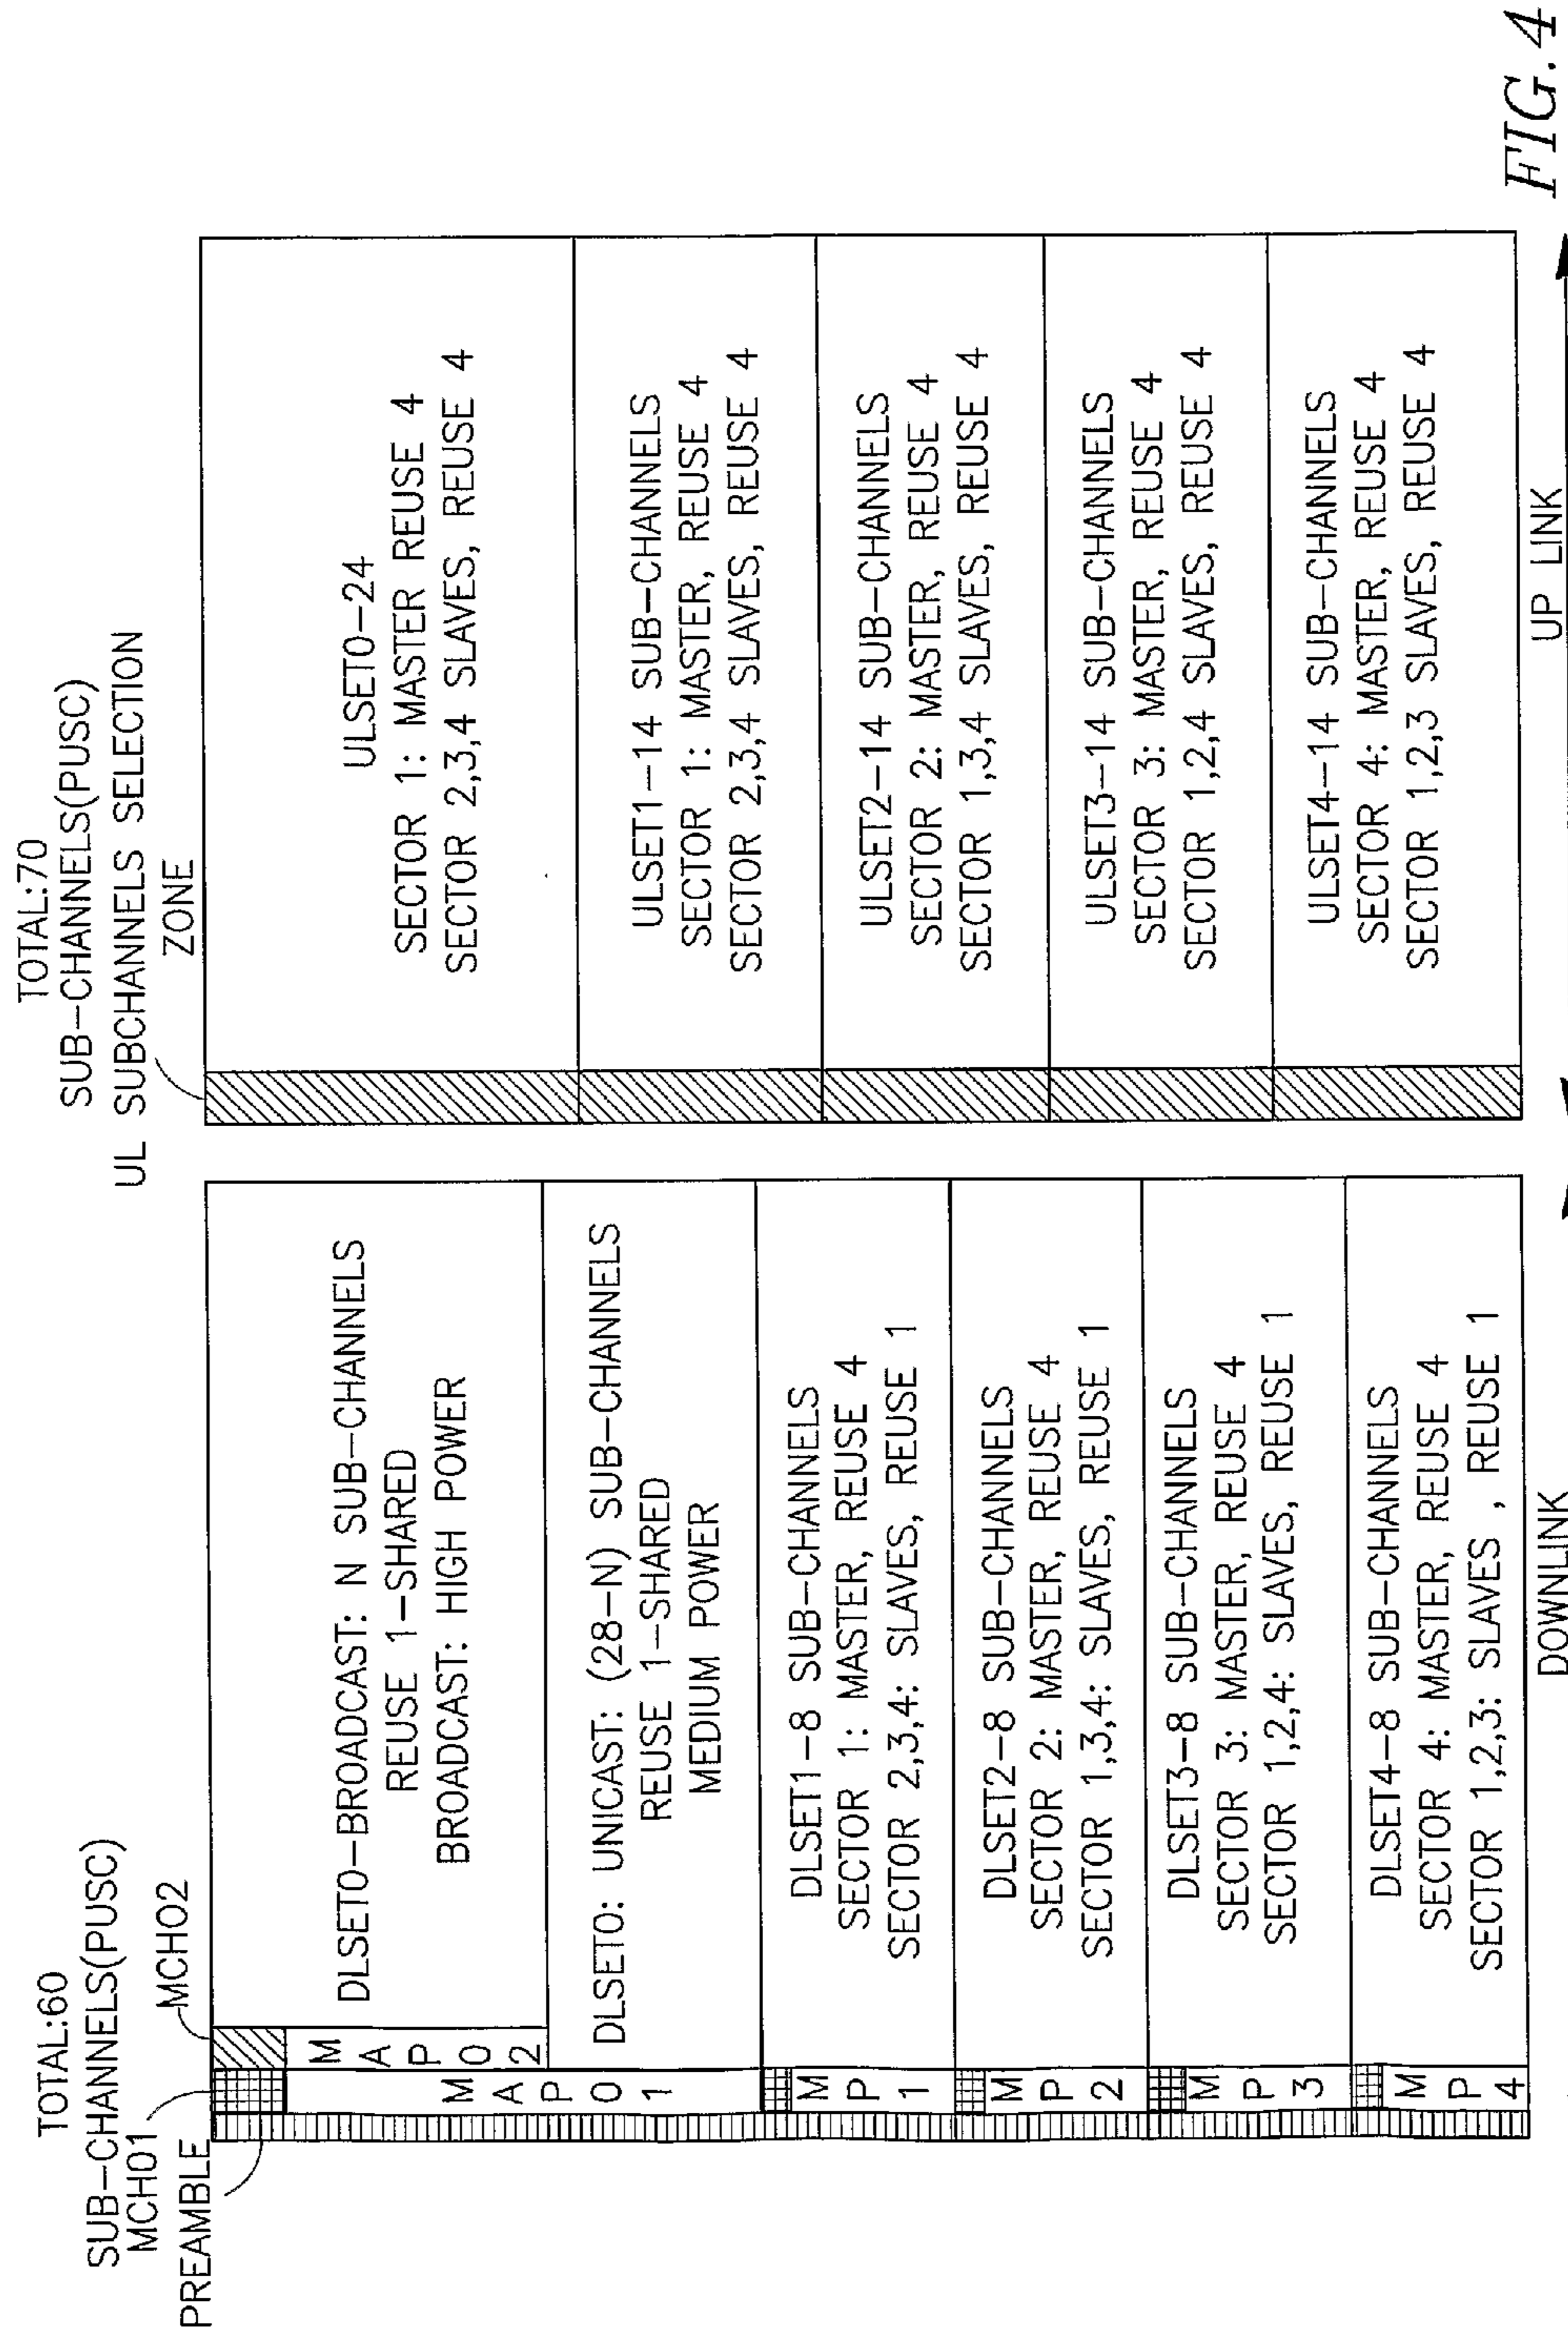 TOTAL:60
SUB-CHANNELS(PUSC)
MCH01
PREAMBLE
MCH02
MAP02
MAP01
DLSET0-BROADCAST: N SUB-CHANNELS
REUSE 1-SHARED
BROADCAST: HIGH POWER
DLSET0: UNICAST: (28-N) SUB-CHANNELS
REUSE 1-SHARED
MEDIUM POWER
MP1
DLSET1-8 SUB-CHANNELS
SECTOR 1: MASTER, REUSE 4
SECTOR 2,3,4: SLAVES, REUSE 1
MP2
DLSET2-8 SUB-CHANNELS
SECTOR 2: MASTER, REUSE 4
SECTOR 1,3,4: SLAVES, REUSE 1
MP3
DLSET3-8 SUB-CHANNELS
SECTOR 3: MASTER, REUSE 4
SECTOR 1,2,4: SLAVES, REUSE 1
MP4
DLSET4-8 SUB-CHANNELS
SECTOR 4: MASTER, REUSE 4
SECTOR 1,2,3: SLAVES , REUSE 1
DOWNLINK
TOTAL:70
SUB-CHANNELS(PUSC)
UL SUBCHANNELS SELECTION
ZONE
ULSET0-24
SECTOR 1: MASTER REUSE 4
SECTOR 2,3,4 SLAVES, REUSE 4
ULSET1-14 SUB-CHANNELS
SECTOR 1: MASTER, REUSE 4
SECTOR 2,3,4 SLAVES, REUSE 4
ULSET2-14 SUB-CHANNELS
SECTOR 2: MASTER, REUSE 4
SECTOR 1,3,4 SLAVES, REUSE 4
ULSET3-14 SUB-CHANNELS
SECTOR 3: MASTER, REUSE 4
SECTOR 1,2,4 SLAVES, REUSE 4
ULSET4-14 SUB-CHANNELS
SECTOR 4: MASTER, REUSE 4
SECTOR 1,2,3 SLAVES, REUSE 4
UP LINK
FIG.4